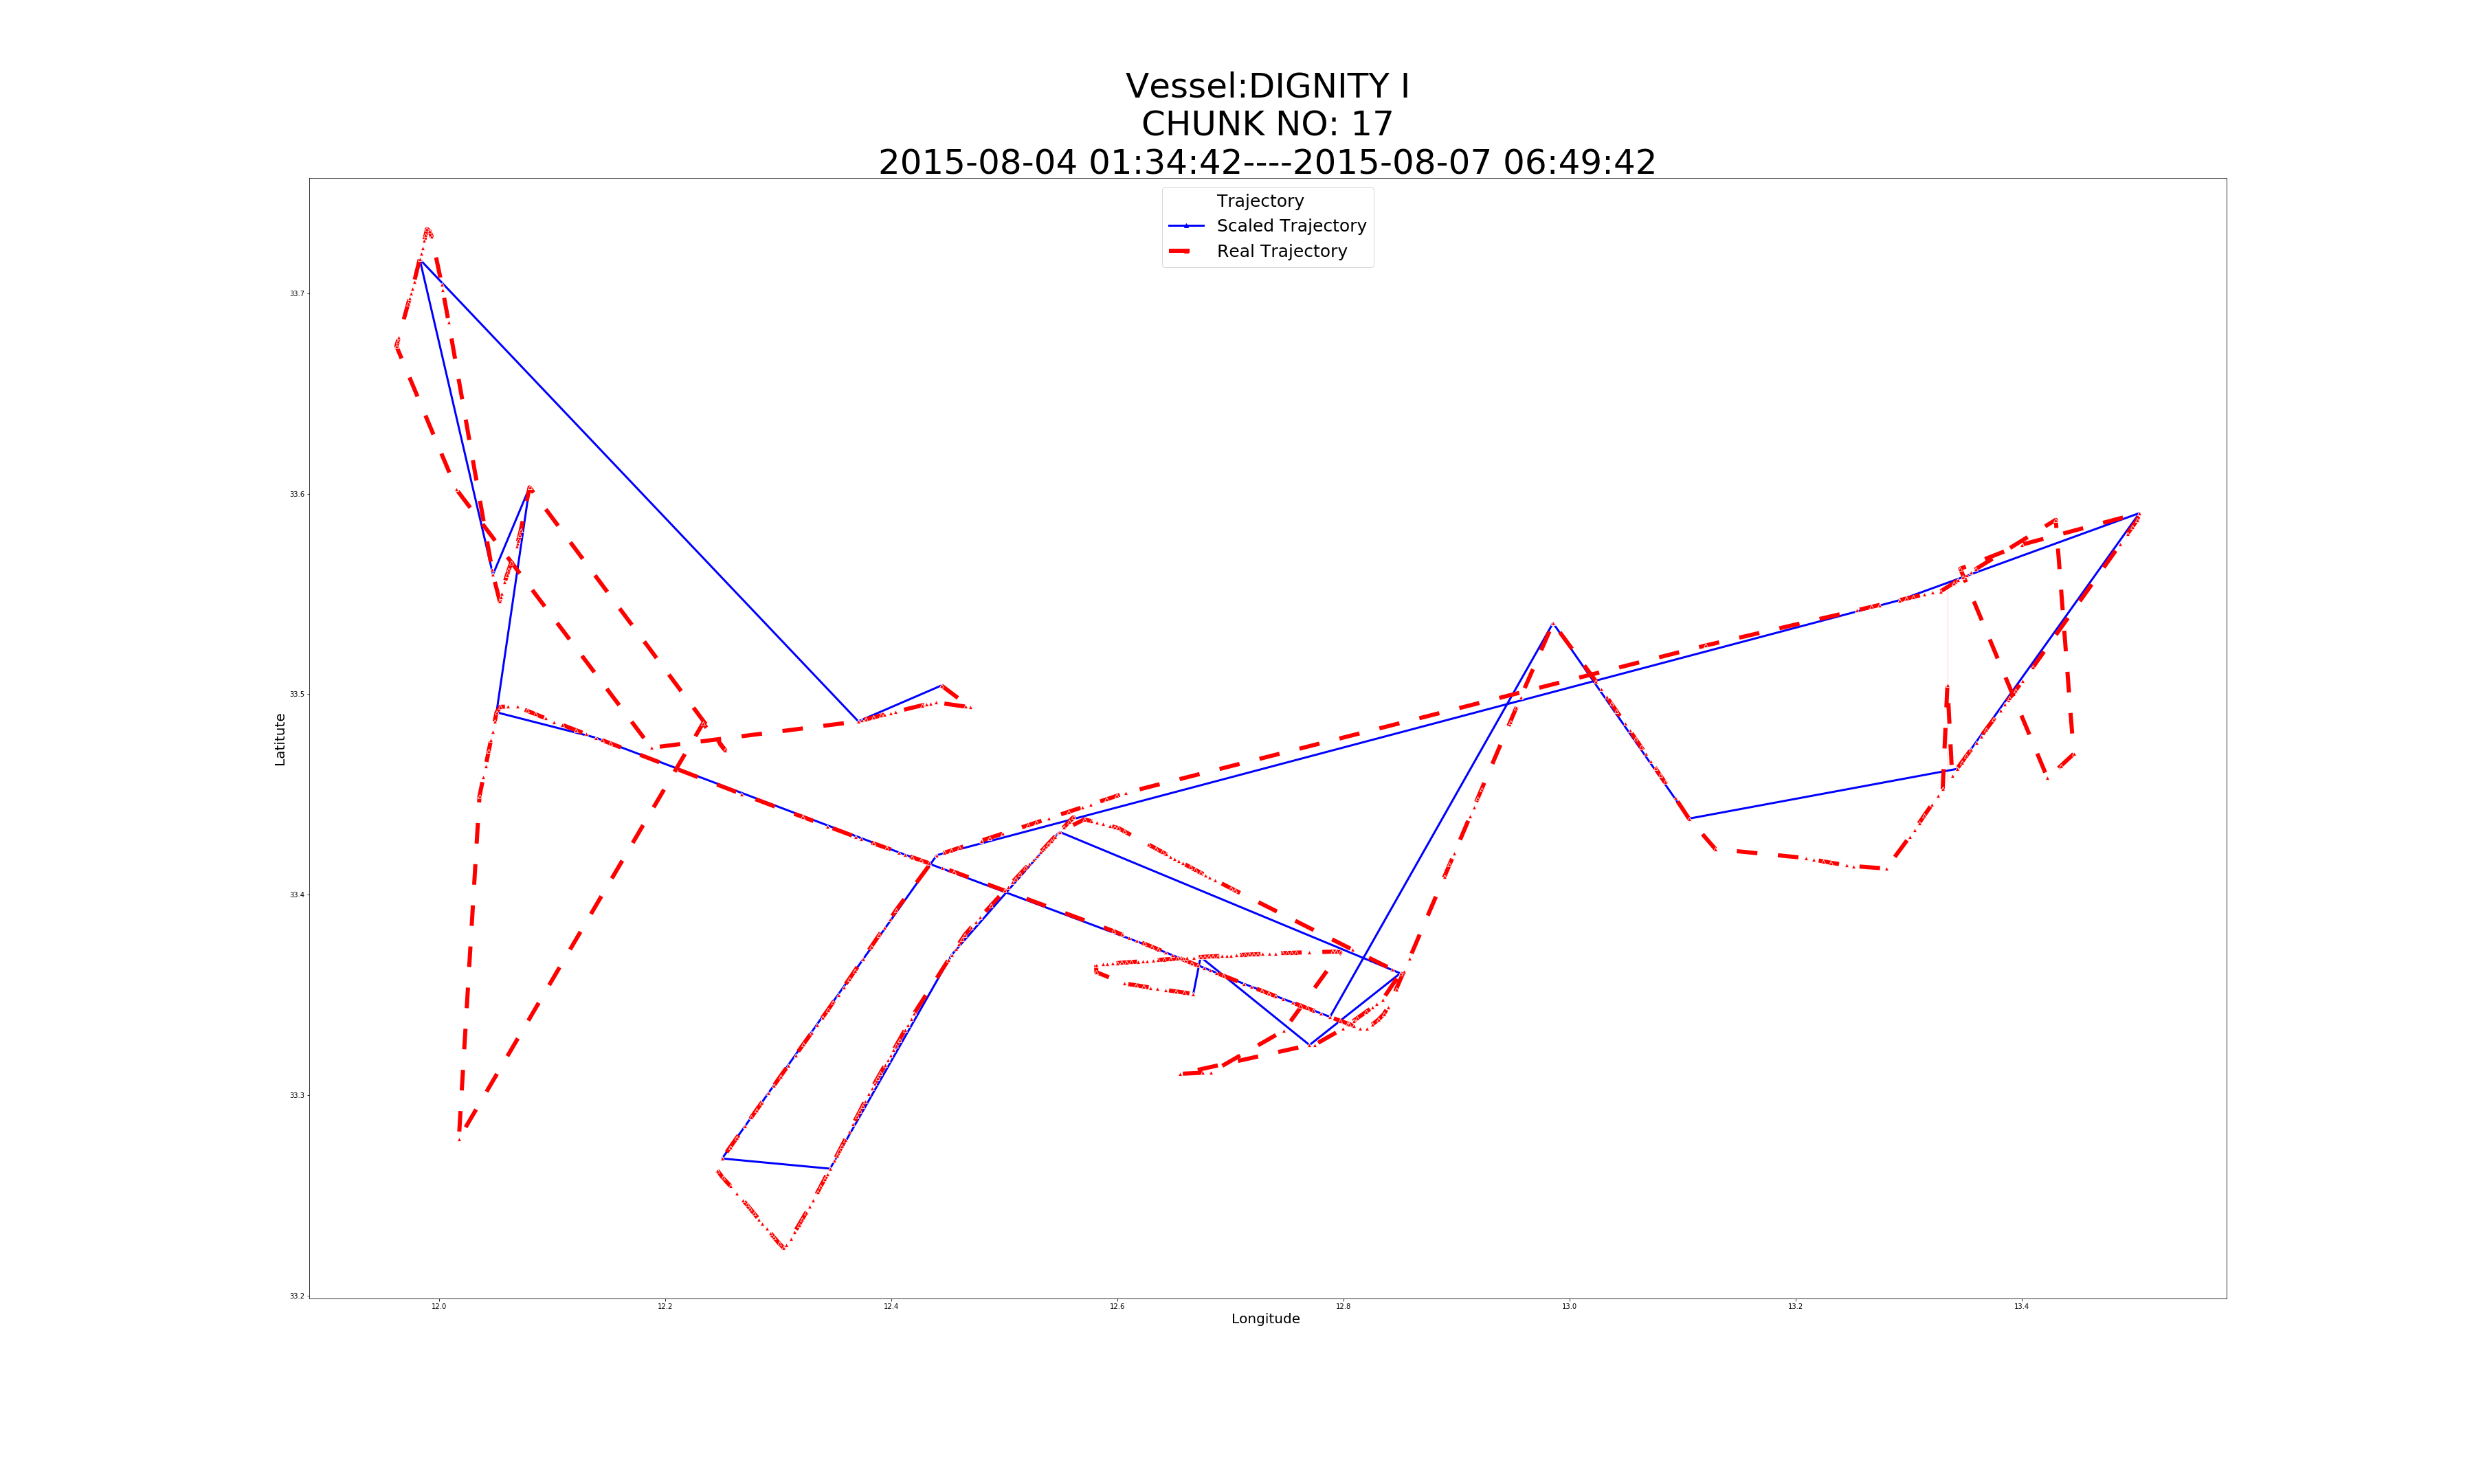 Vessel:DIGNITY I
CHUNK NO: 17
2015-08-04 01:34:42----2015-08-07 06:49:42
Trajectory
Scaled Trajectory
Real Trajectory
33.7
33.6
33.5
33.4
33.3
33.2
Latitute
12.0 12.2 12.4 12.6 12.8 13.0 13.2 13.4
Longitude